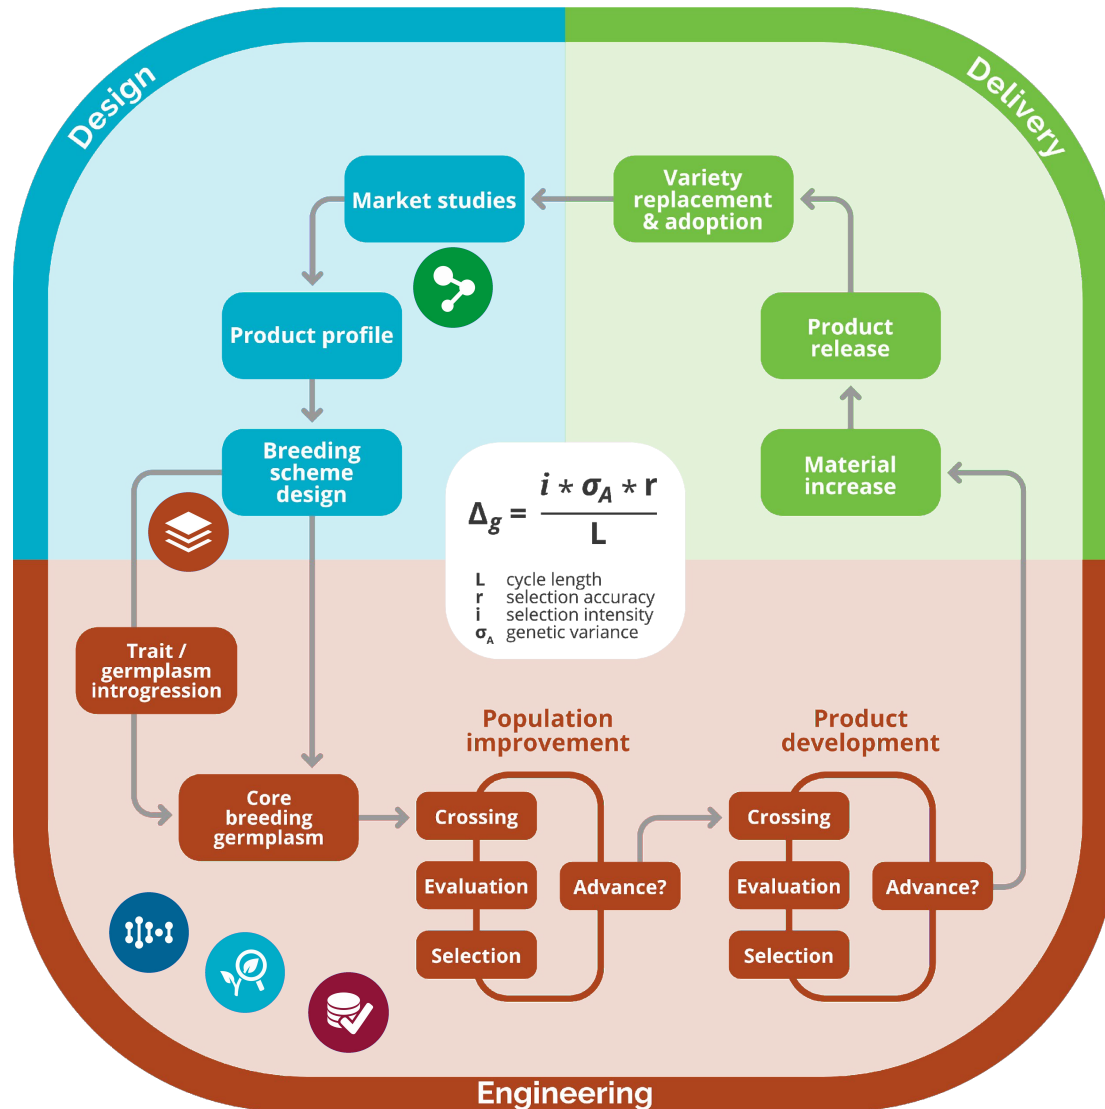 Design
Delivery
Market studies
Variety
replacement
& adoption
Product profile
Product
release
Breeding
scheme
design
Material
increase
Δg = i * σA * r
L
L cycle length
r selection accuracy
i selection intensity
σA genetic variance
Trait /
germplasm
introgression
Core
breeding
germplasm
Population
improvement
Crossing
Evaluation
Selection
Advance?
Product
development
Crossing
Evaluation
Selection
Advance?
Engineering